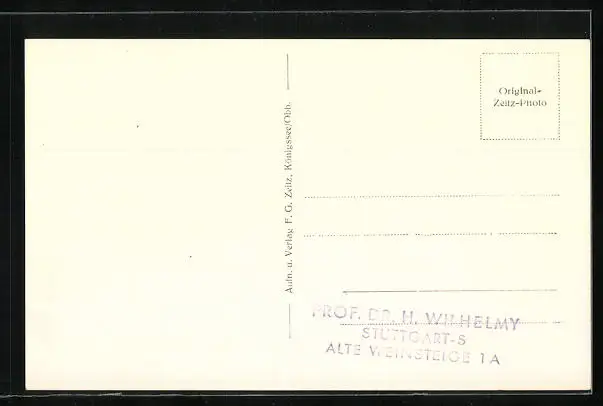 Original-
Zeitz-Photo
Aufn. u. Verlag F. G. Zeitz, Königssee/Obb.
PROF. DR. H. WILHELMY
STUTTGART-S
ALTE WEINSTEIGE 1A